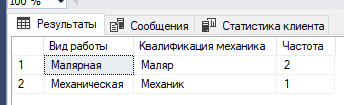 100 %
Результаты Сообщения Статистика клиента
Вид работы Квалификация механика Частота
1 Малярная Маляр 2
2 Механическая Механик 1